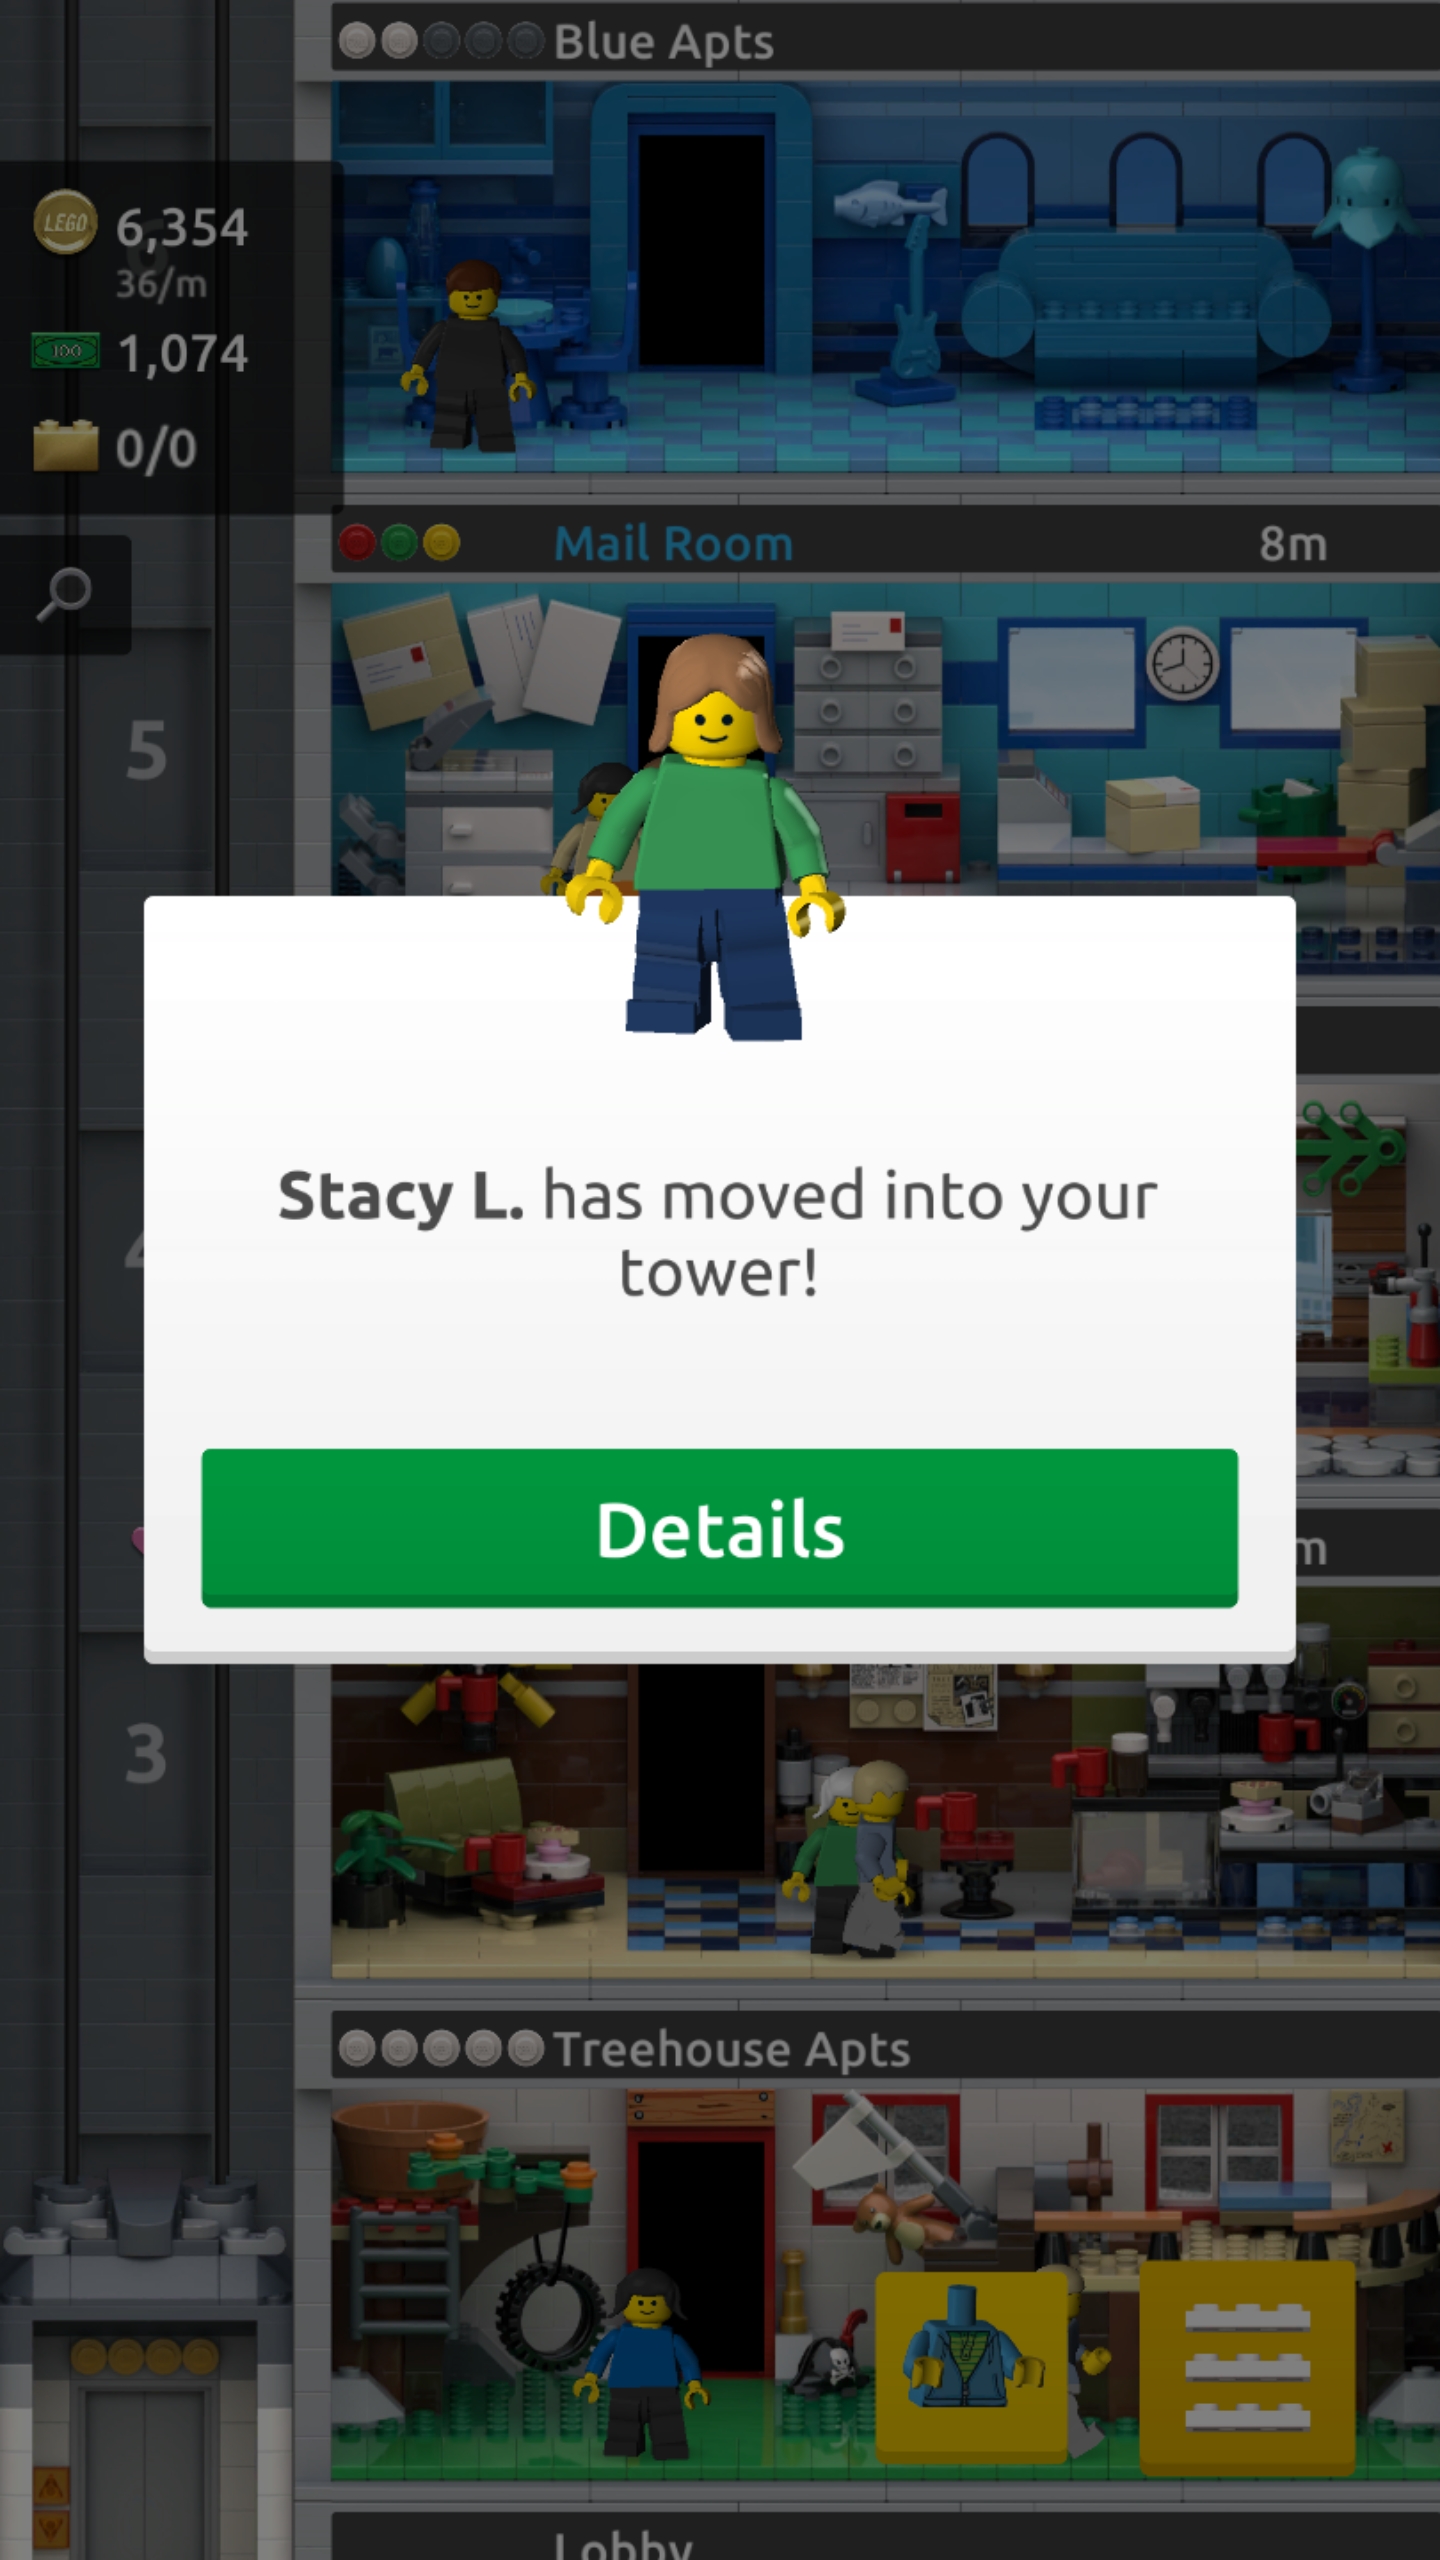 Blue Apts
LEGO 6,354
36/m
100 1,074
0/0
Mail Room 8m
5
Stacy L. has moved into your
tower!
Details
m
3
Treehouse Apts
Lobby